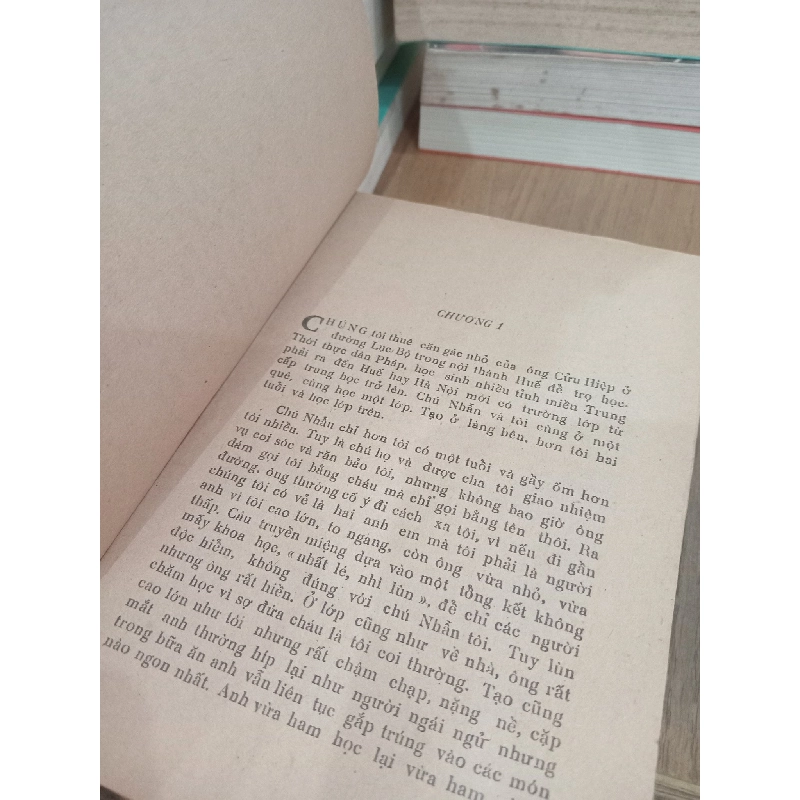 CHƯƠNG 1
CHÚNG tôi thuê căn gác nhỏ của ông Cửu Hiệp ở
đường Lục-Bộ trong nội thành Huế để trọ học.
Thời thực dân Pháp, học sinh nhiều tỉnh miền Trung
phải ra đến Huế hay Hà Nội mới có trường lớp từ
cấp trung học trở lên. Chú Nhẫn và tôi cùng ở một
quê, cùng học một lớp. Tạo ở làng bên, hơn tôi hai
tuổi và học lớp trên.
Chú Nhẫn chỉ hơn tôi có một tuổi và gầy ốm hơn
tôi nhiều. Tuy là chú họ và được cha tôi giao nhiệm
vụ coi sóc và răn bảo tôi, nhưng không bao giờ ông
dám gọi tôi bằng cháu mà chỉ gọi bằng tên thôi. Ra
đường, ông thường cố ý đi cách xa tôi, vì nếu đi gần
chúng tôi có vẻ là hai anh em mà tôi phải là người
anh vì tôi cao lớn, to ngang, còn ông vừa nhỏ, vừa
thấp. Câu truyền miệng dựa vào một tổng kết không
mấy khoa học, « nhất lé, nhì lùn », để chỉ các người
độc hiểm, không đúng với chú Nhẫn tôi. Tuy lùn
nhưng ông rất hiền. Ở lớp cũng như về nhà, ông rất
chăm học vì sợ đứa cháu là tôi coi thường. Tạo cũng
cao lớn như tôi nhưng rất chậm chạp, nặng nề, cặp
mắt anh thường híp lại như người ngái ngủ nhưng
trong bữa ăn anh vẫn liên tục gắp trúng vào các món
nào ngon nhất. Anh vừa ham học lại vừa ham